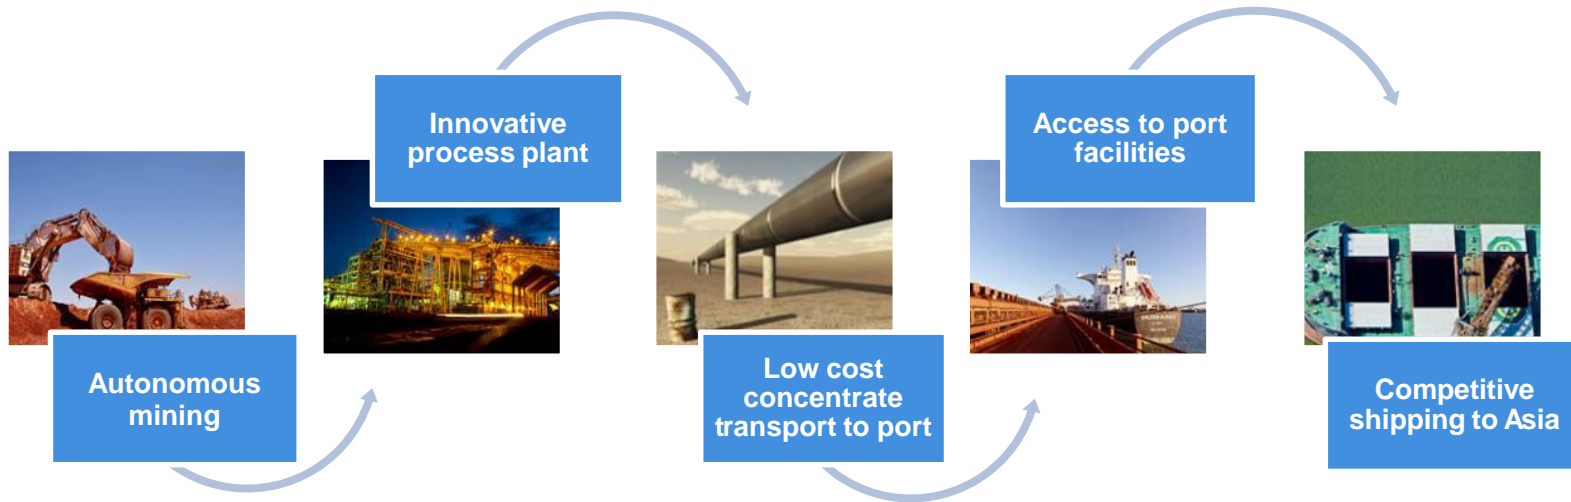 Autonomous
mining
Innovative
process plant
Low cost
concentrate
transport to port
Access to port
facilities
Competitive
shipping to Asia